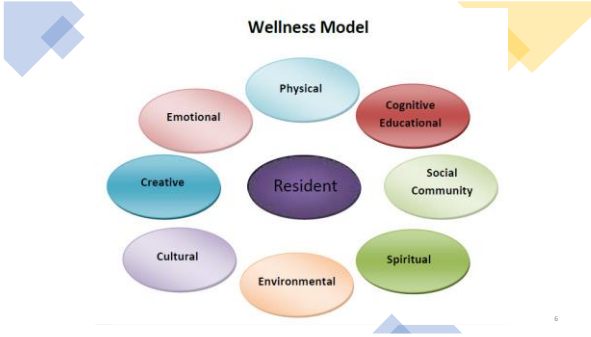 Wellness Model
Physical
Emotional
Cognitive
Educational
Creative
Resident
Social
Community
Cultural
Spiritual
Environmental
6